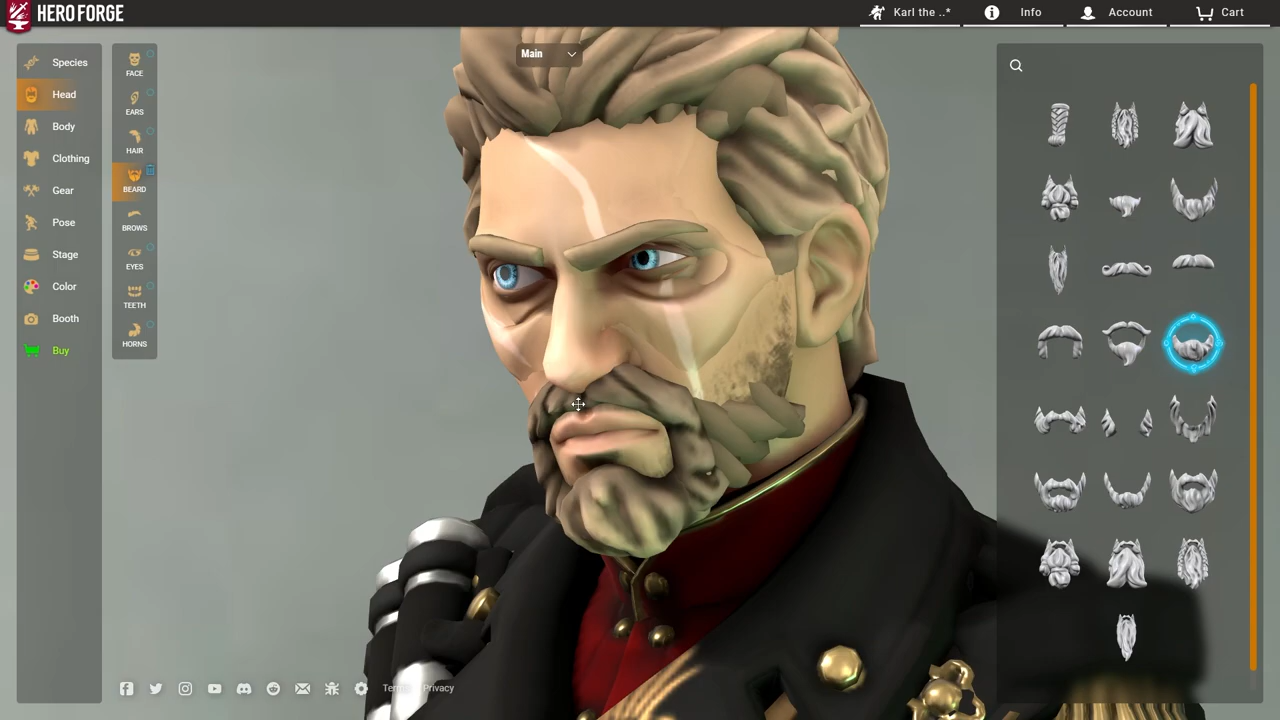 HERO FORGE
Karl the ..*
Info
Account
Cart
Main
Species
Head
Body
Clothing
Gear
Pose
Stage
Color
Booth
Buy
FACE
EARS
HAIR
BEARD
BROWS
EYES
TEETH
HORNS
Terms Privacy